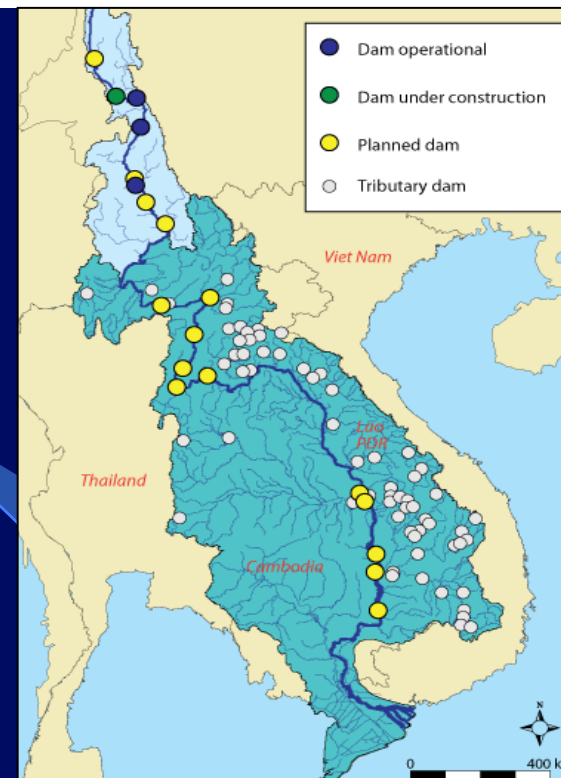 Dam operational
Dam under construction
Planned dam
Tributary dam
Viet Nam
Lao
PDR
Thailand
Cambodia
N
0 400 k